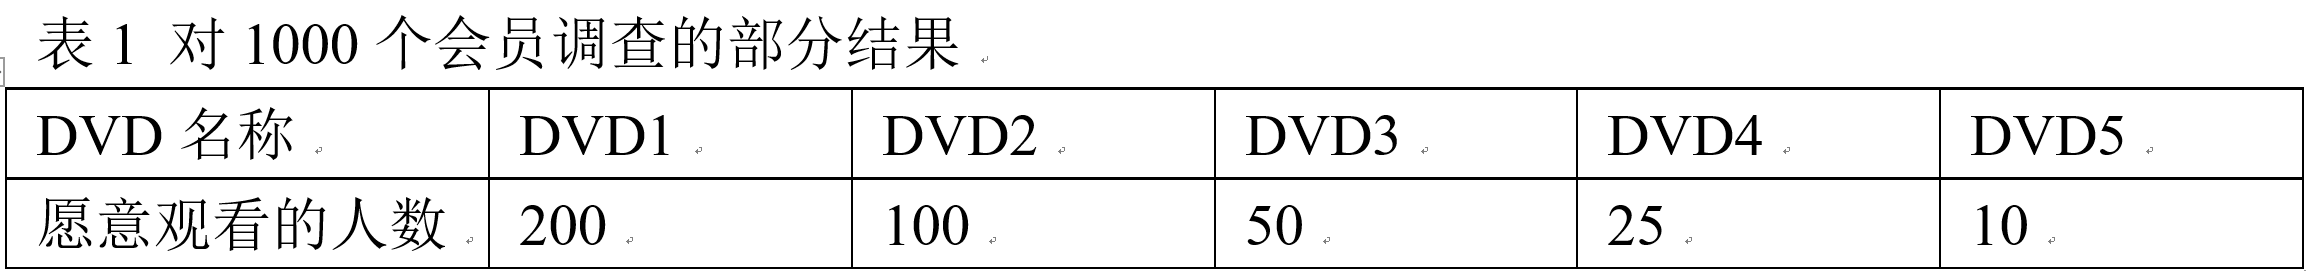 表 1 对 1000 个会员调查的部分结果
DVD 名称 DVD1 DVD2 DVD3 DVD4 DVD5
愿意观看的人数 200 100 50 25 10